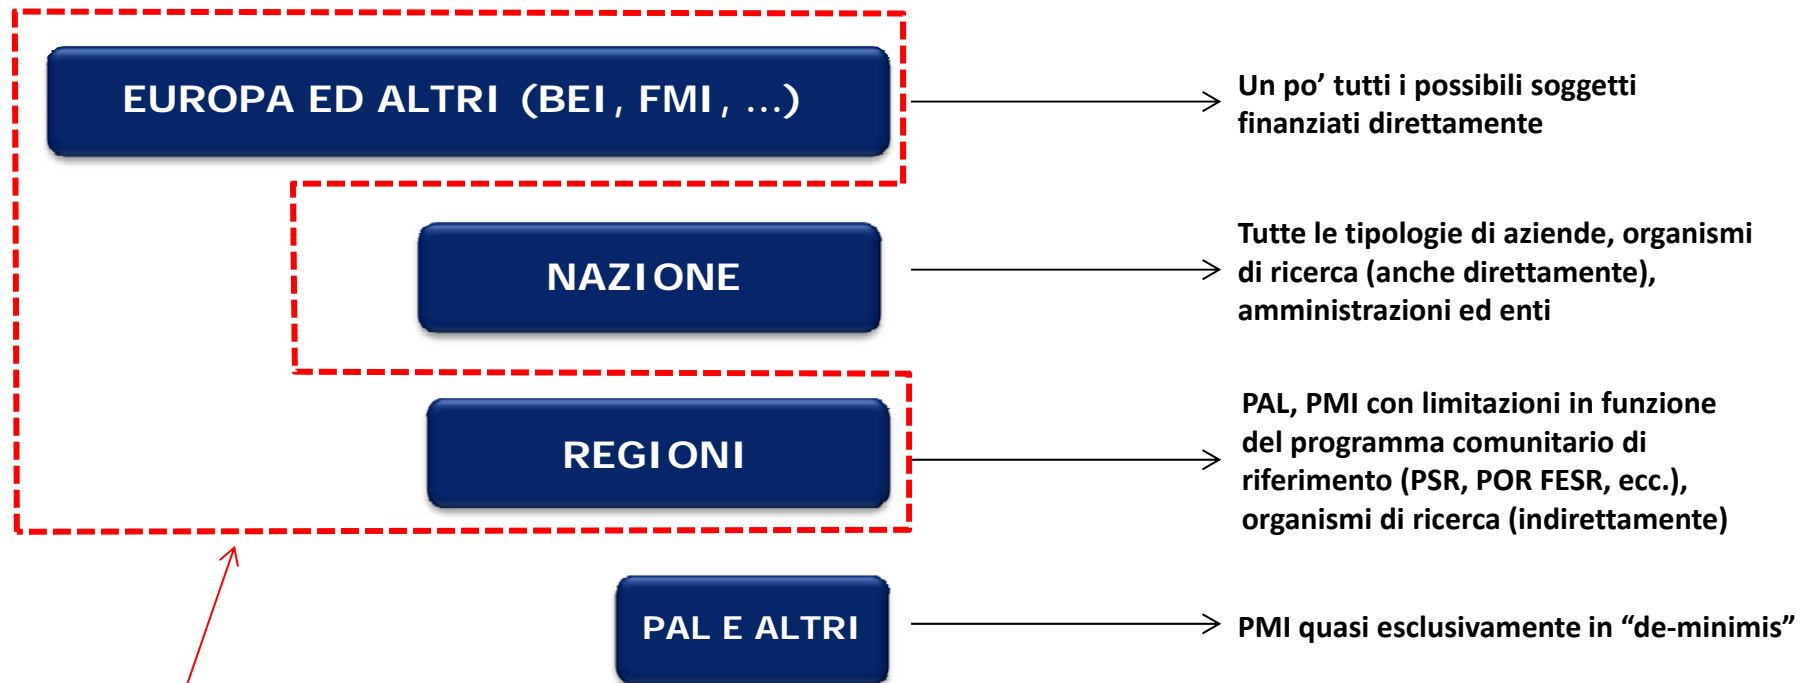 EUROPA ED ALTRI (BEI, FMI, ...)
Un po’ tutti i possibili soggetti
finanziati direttamente
NAZIONE
Tutte le tipologie di aziende, organismi
di ricerca (anche direttamente),
amministrazioni ed enti
REGIONI
PAL, PMI con limitazioni in funzione
del programma comunitario di
riferimento (PSR, POR FESR, ecc.),
organismi di ricerca (indirettamente)
PAL E ALTRI
PMI quasi esclusivamente in “de-minimis”